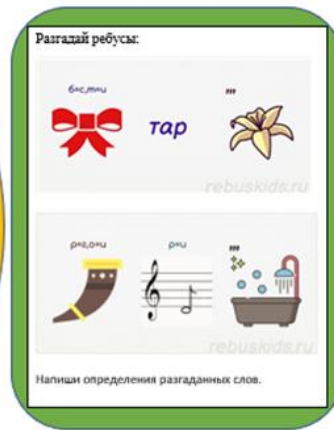 Разгадай ребусы:
б=с,т=и
тар
,,,
rebuskids.ru
р=г,о=и
р=и
,,,
rebuskids.ru
Напиши определения разгаданных слов.